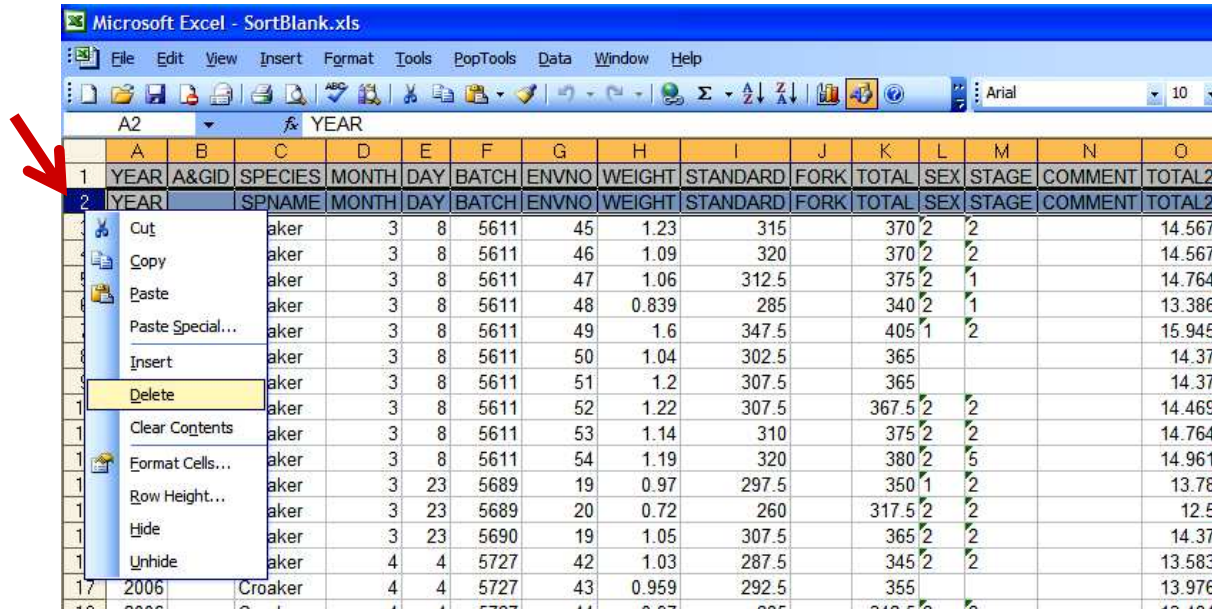 Microsoft Excel - SortBlank.xls
File Edit View Insert Format Tools PopTools Data Window Help
Σ Arial 10
A2 fx YEAR
A B C D E F G H I J K L M N O
1 YEAR A&GID SPECIES MONTH DAY BATCH ENVNO WEIGHT STANDARD FORK TOTAL SEX STAGE COMMENT TOTAL2
2 YEAR SPNAME MONTH DAY BATCH ENVNO WEIGHT STANDARD FORK TOTAL SEX STAGE COMMENT TOTAL2
Cut aker 3 8 5611 45 1.23 315 370 2 2 14.567
Copy aker 3 8 5611 46 1.09 320 370 2 2 14.567
Paste aker 3 8 5611 47 1.06 312.5 375 2 1 14.764
aker 3 8 5611 48 0.839 285 340 2 1 13.386
Paste Special... aker 3 8 5611 49 1.6 347.5 405 1 2 15.945
Insert aker 3 8 5611 50 1.04 302.5 365 14.37
Delete aker 3 8 5611 51 1.2 307.5 365 14.37
aker 3 8 5611 52 1.22 307.5 367.5 2 2 14.469
Clear Contents aker 3 8 5611 53 1.14 310 375 2 2 14.764
Format Cells... aker 3 8 5611 54 1.19 320 380 2 5 14.961
Row Height... aker 3 23 5689 19 0.97 297.5 350 1 2 13.78
Hide aker 3 23 5689 20 0.72 260 317.5 2 2 12.5
aker 3 23 5690 19 1.05 307.5 365 2 2 14.37
Unhide aker 4 4 5727 42 1.03 287.5 345 2 2 13.583
17 2006 Croaker 4 4 5727 43 0.959 292.5 355 13.976